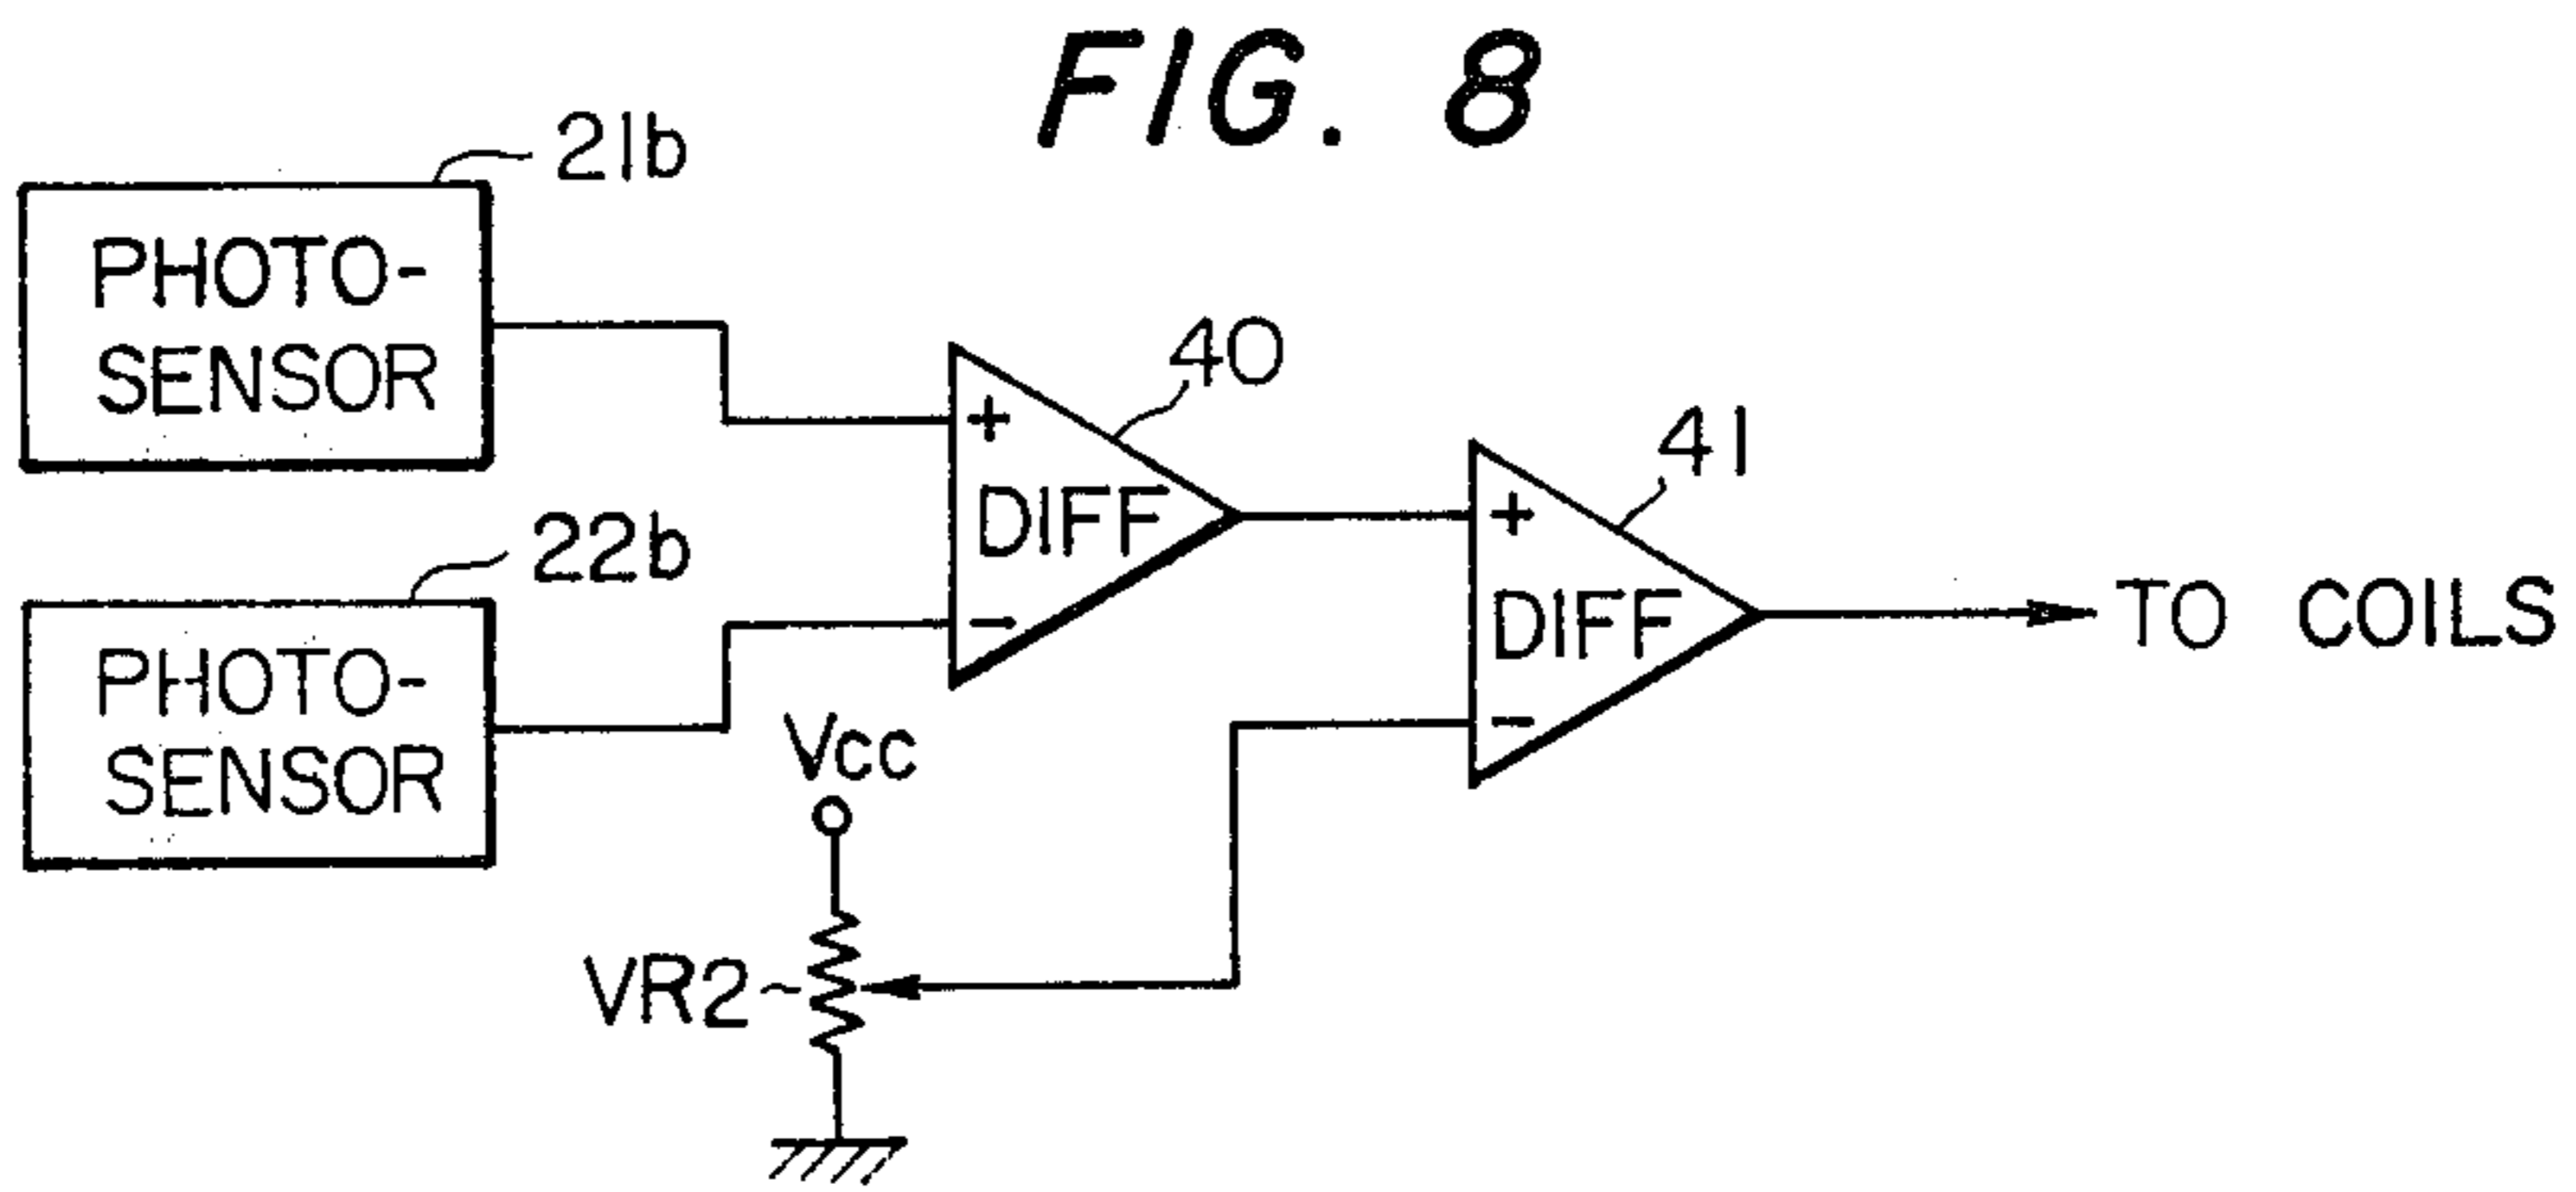 FIG. 8
21b
PHOTO-
SENSOR
40
+
DIFF
-
41
+
DIFF
-
TO COILS
22b
PHOTO-
SENSOR
Vcc
VR2